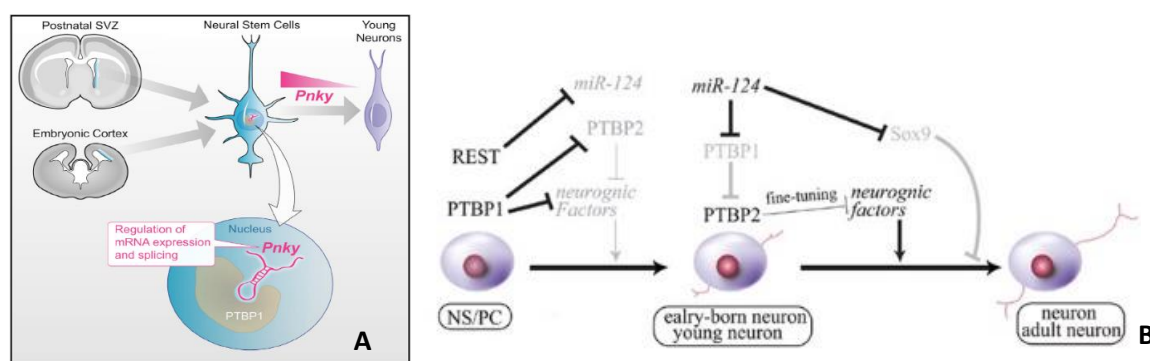 Postnatal SVZ
Neural Stem Cells
Young
Neurons
Pnky
Embryonic Cortex
Nucleus
Regulation of
mRNA expression
and splicing
Pnky
PTBP1
A
miR-124
miR-124
PTBP2
Sox9
REST
PTBP1
PTBP1
neurognic
Factors
PTBP2
fine-tuning
neurognic
factors
NS/PC
ealry-born neuron
young neuron
neuron
adult neuron
B